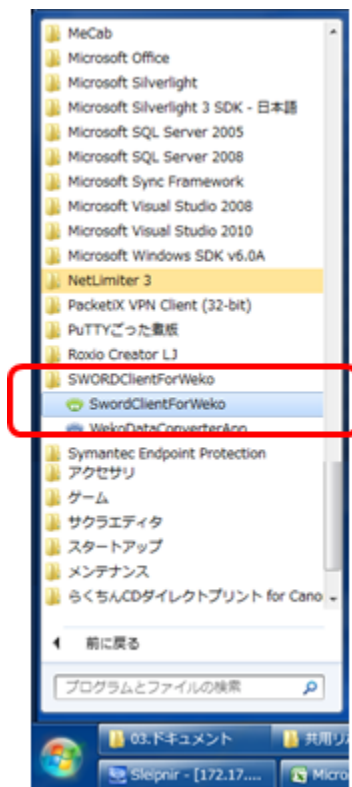 MeCab
Microsoft Office
Microsoft Silverlight
Microsoft Silverlight 3 SDK - 日本語
Microsoft SQL Server 2005
Microsoft SQL Server 2008
Microsoft Sync Framework
Microsoft Visual Studio 2008
Microsoft Visual Studio 2010
Microsoft Windows SDK v6.0A
NetLimiter 3
PacketiX VPN Client (32-bit)
PuTTYごった煮版
Roxio Creator LJ
SWORDClientForWeko
SwordClientForWeko
WekoDataConverterApp
Symantec Endpoint Protection
アクセサリ
ゲーム
サクラエディタ
スタートアップ
メンテナンス
らくちんCDダイレクトプリント for Cano
前に戻る
プログラムとファイルの検索
03.ドキュメント
共用リ
Sleipnir - [172.17....
Micro